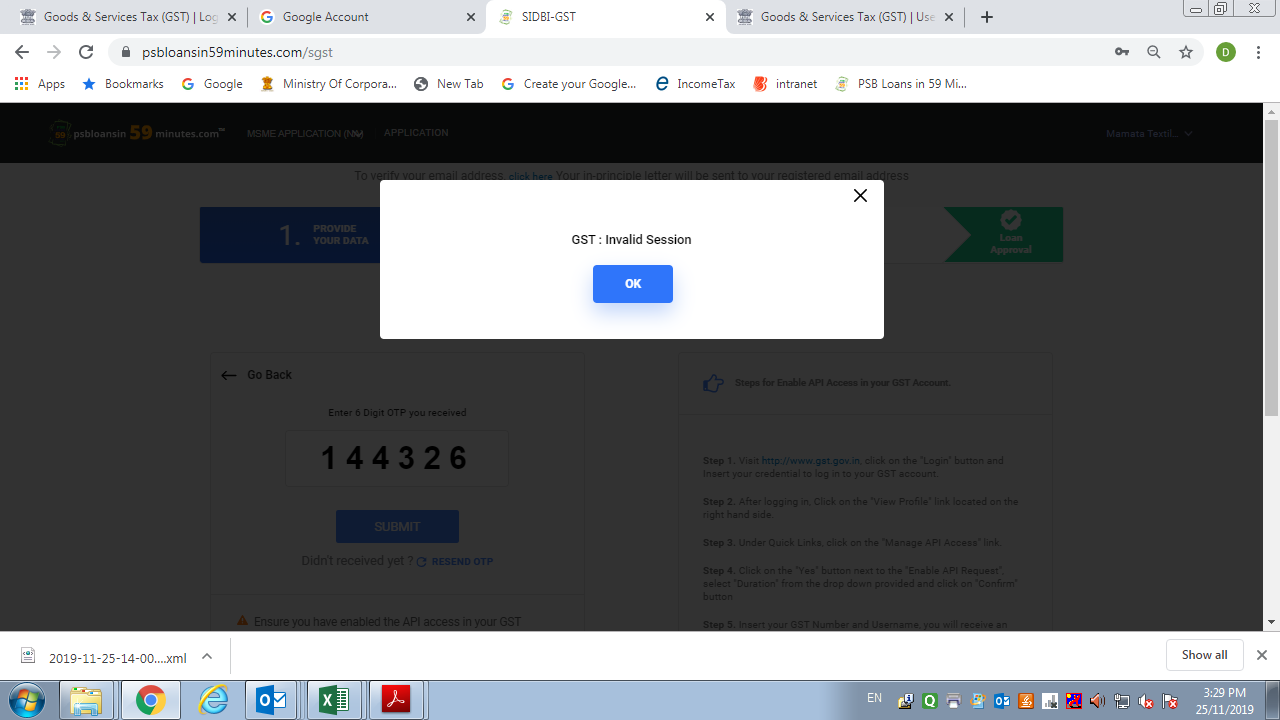 Goods & Services Tax (GST) | Log
Google Account
SIDBI-GST
Goods & Services Tax (GST) | Use
psbloansin59minutes.com/sgst
D
Apps
Bookmarks
Google
Ministry Of Corpora...
New Tab
Create your Google...
IncomeTax
intranet
PSB Loans in 59 Mi...
psbloansin 59 minutes.com™
MSME APPLICATION (NA)
APPLICATION
Mamata Textil...
To verify your email address, click here Your in-principle letter will be sent to your registered email address
1. PROVIDE
YOUR DATA
Loan
Approval
GST : Invalid Session
OK
Go Back
Enter 6 Digit OTP you received
144326
SUBMIT
Didn't received yet ? RESEND OTP
Ensure you have enabled the API access in your GST
Steps for Enable API Access in your GST Account.
Step 1. Visit http://www.gst.gov.in, click on the "Login" button and
insert your credential to log in to your GST account.
Step 2. After logging in, Click on the "View Profile" link located on the
right hand side.
Step 3. Under Quick Links, click on the "Manage API Access" link.
Step 4. Click on the "Yes" button next to the "Enable API Request",
select "Duration" from the drop down provided and click on "Confirm"
button
Step 5. Insert your GST Number and Username, you will receive an
2019-11-25-14-00....xml
Show all
EN
3:29 PM
25/11/2019